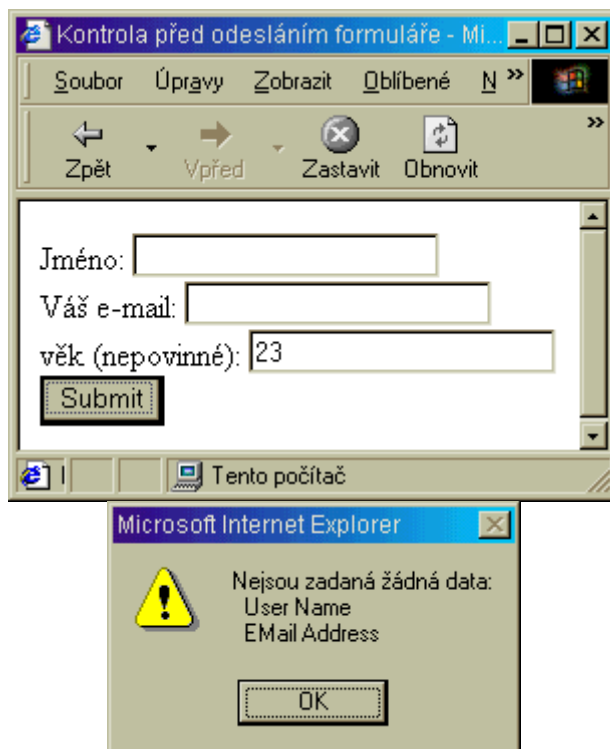 Kontrola před odesláním formuláře - Mi...
Soubor Úpravy Zobrazit Oblíbené N »
Zpět Vpřed Zastavit Obnovit »
Jméno:
Váš e-mail:
věk (nepovinné): 23
Submit
Tento počítač
Microsoft Internet Explorer
Nejsou zadaná žádná data:
User Name
EMail Address
OK